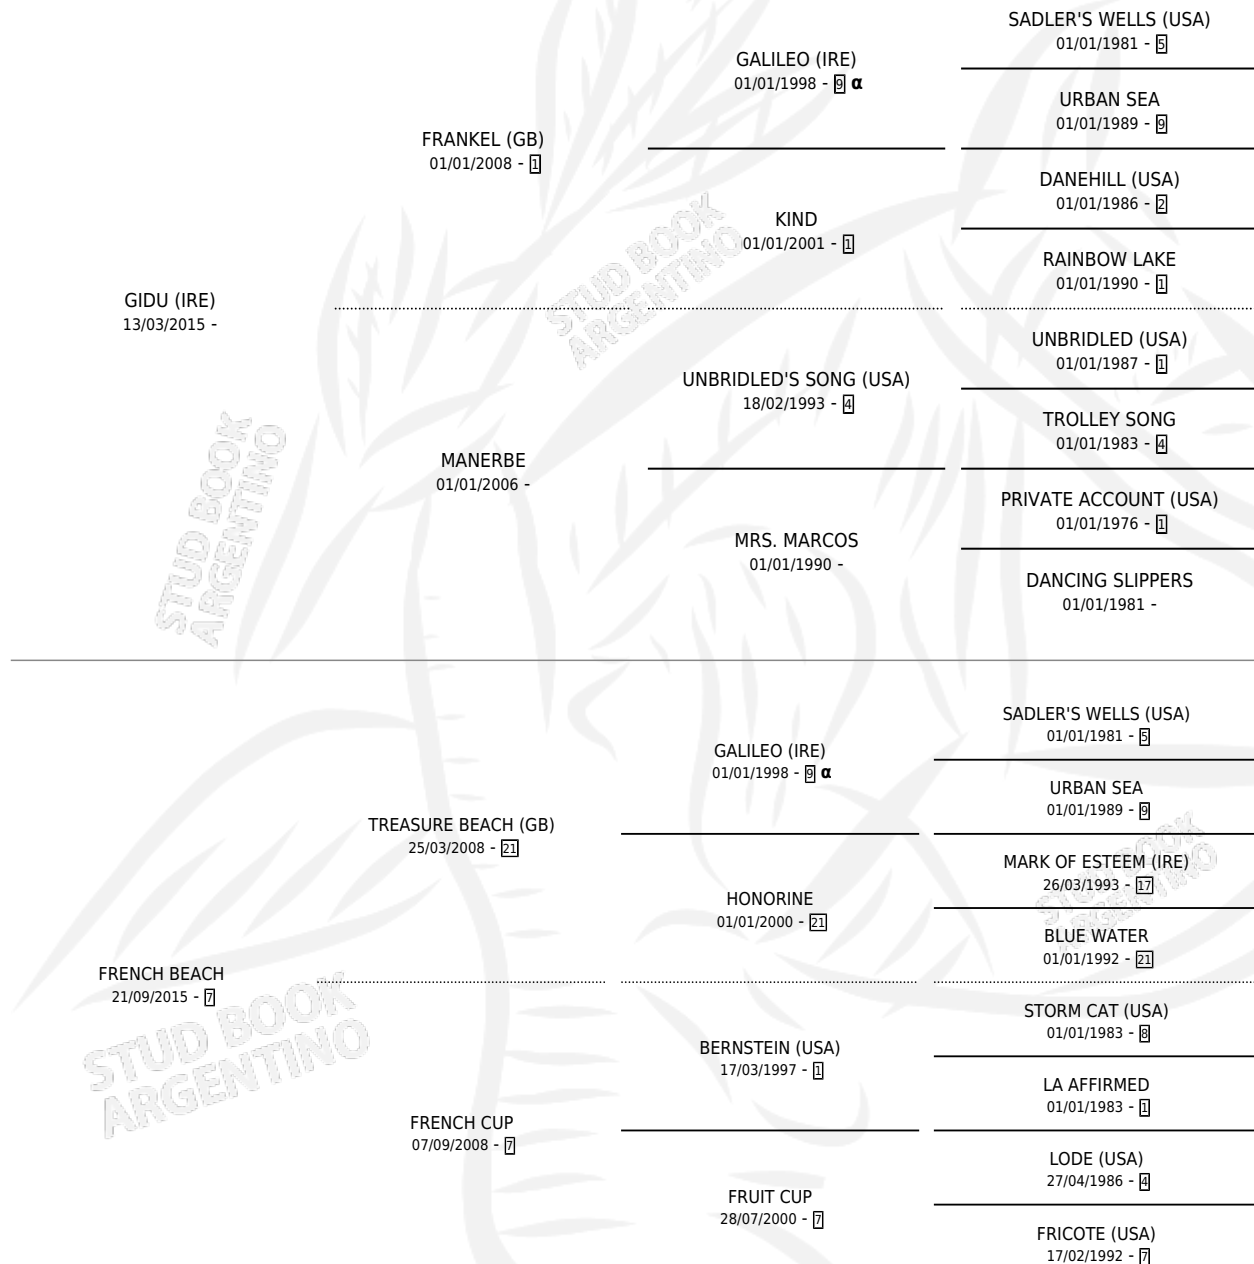 SADLER'S WELLS (USA)
01/01/1981 - 5
GALILEO (IRE)
01/01/1998 - 9 α
URBAN SEA
01/01/1989 - 9
FRANKEL (GB)
01/01/2008 - 1
DANEHILL (USA)
01/01/1986 - 2
KIND
01/01/2001 - 1
RAINBOW LAKE
01/01/1990 - 1
GIDU (IRE)
13/03/2015 -
UNBRIDLED (USA)
01/01/1987 - 1
UNBRIDLED'S SONG (USA)
18/02/1993 - 4
TROLLEY SONG
01/01/1983 - 4
MANERBE
01/01/2006 -
PRIVATE ACCOUNT (USA)
01/01/1976 - 1
MRS. MARCOS
01/01/1990 -
DANCING SLIPPERS
01/01/1981 -
SADLER'S WELLS (USA)
01/01/1981 - 5
GALILEO (IRE)
01/01/1998 - 9 α
URBAN SEA
01/01/1989 - 9
TREASURE BEACH (GB)
25/03/2008 - 21
MARK OF ESTEEM (IRE)
26/03/1993 - 17
HONORINE
01/01/2000 - 21
BLUE WATER
01/01/1992 - 21
FRENCH BEACH
21/09/2015 - 7
STORM CAT (USA)
01/01/1983 - 8
BERNSTEIN (USA)
17/03/1997 - 1
LA AFFIRMED
01/01/1983 - 1
FRENCH CUP
07/09/2008 - 7
LODE (USA)
27/04/1986 - 4
FRUIT CUP
28/07/2000 - 7
FRICOTE (USA)
17/02/1992 - 7
STUD BOOK
ARGENTINO
STUD BOOK
ARGENTINO
STUD BOOK
ARGENTINO
STUD BOOK
ARGENTINO